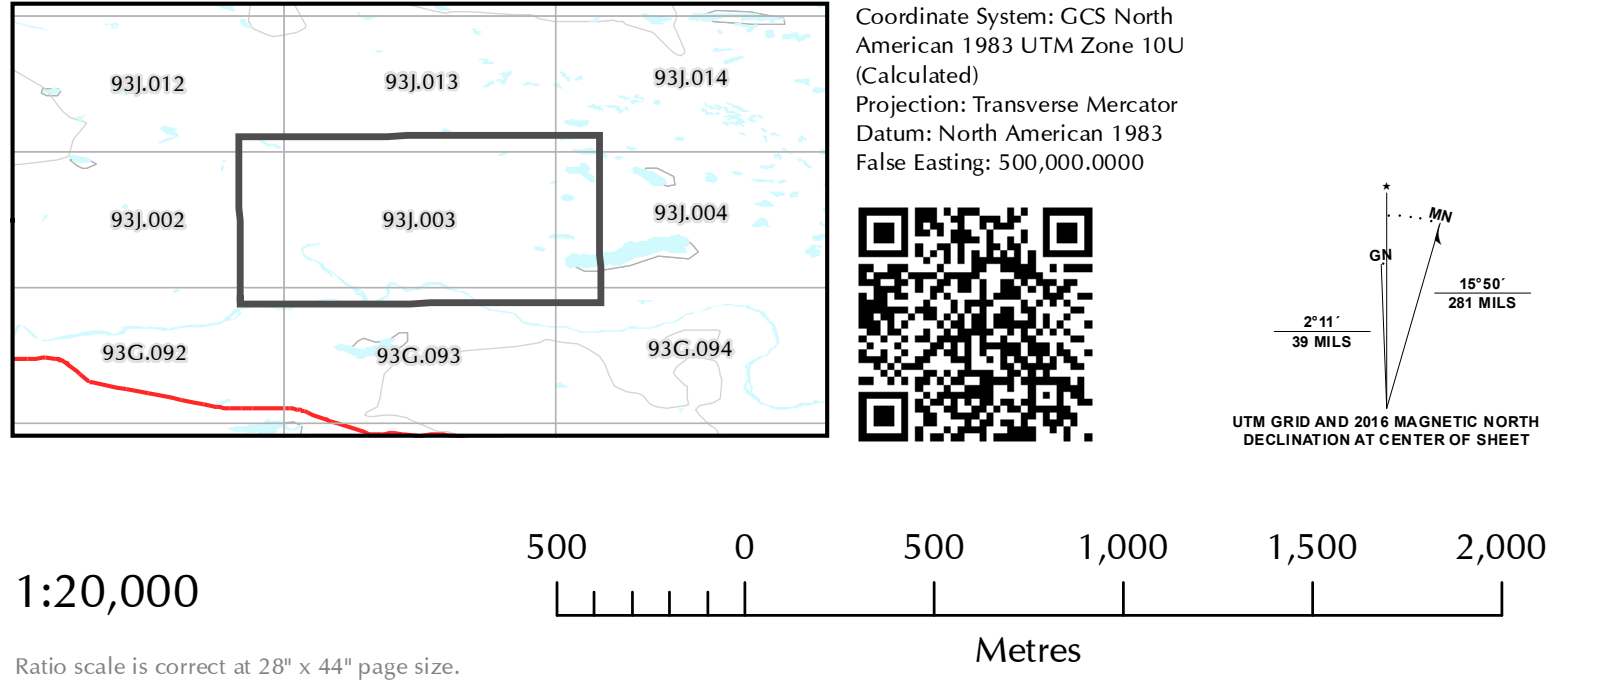 93J.012 93J.013 93J.014
93J.002 93J.003 93J.004
93G.092 93G.093 93G.094
Coordinate System: GCS North
American 1983 UTM Zone 10U
(Calculated)
Projection: Transverse Mercator
Datum: North American 1983
False Easting: 500,000.0000
MN
GN
15°50´
281 MILS
2°11´
39 MILS
UTM GRID AND 2016 MAGNETIC NORTH
DECLINATION AT CENTER OF SHEET
500 0 500 1,000 1,500 2,000
1:20,000
Metres
Ratio scale is correct at 28" x 44" page size.